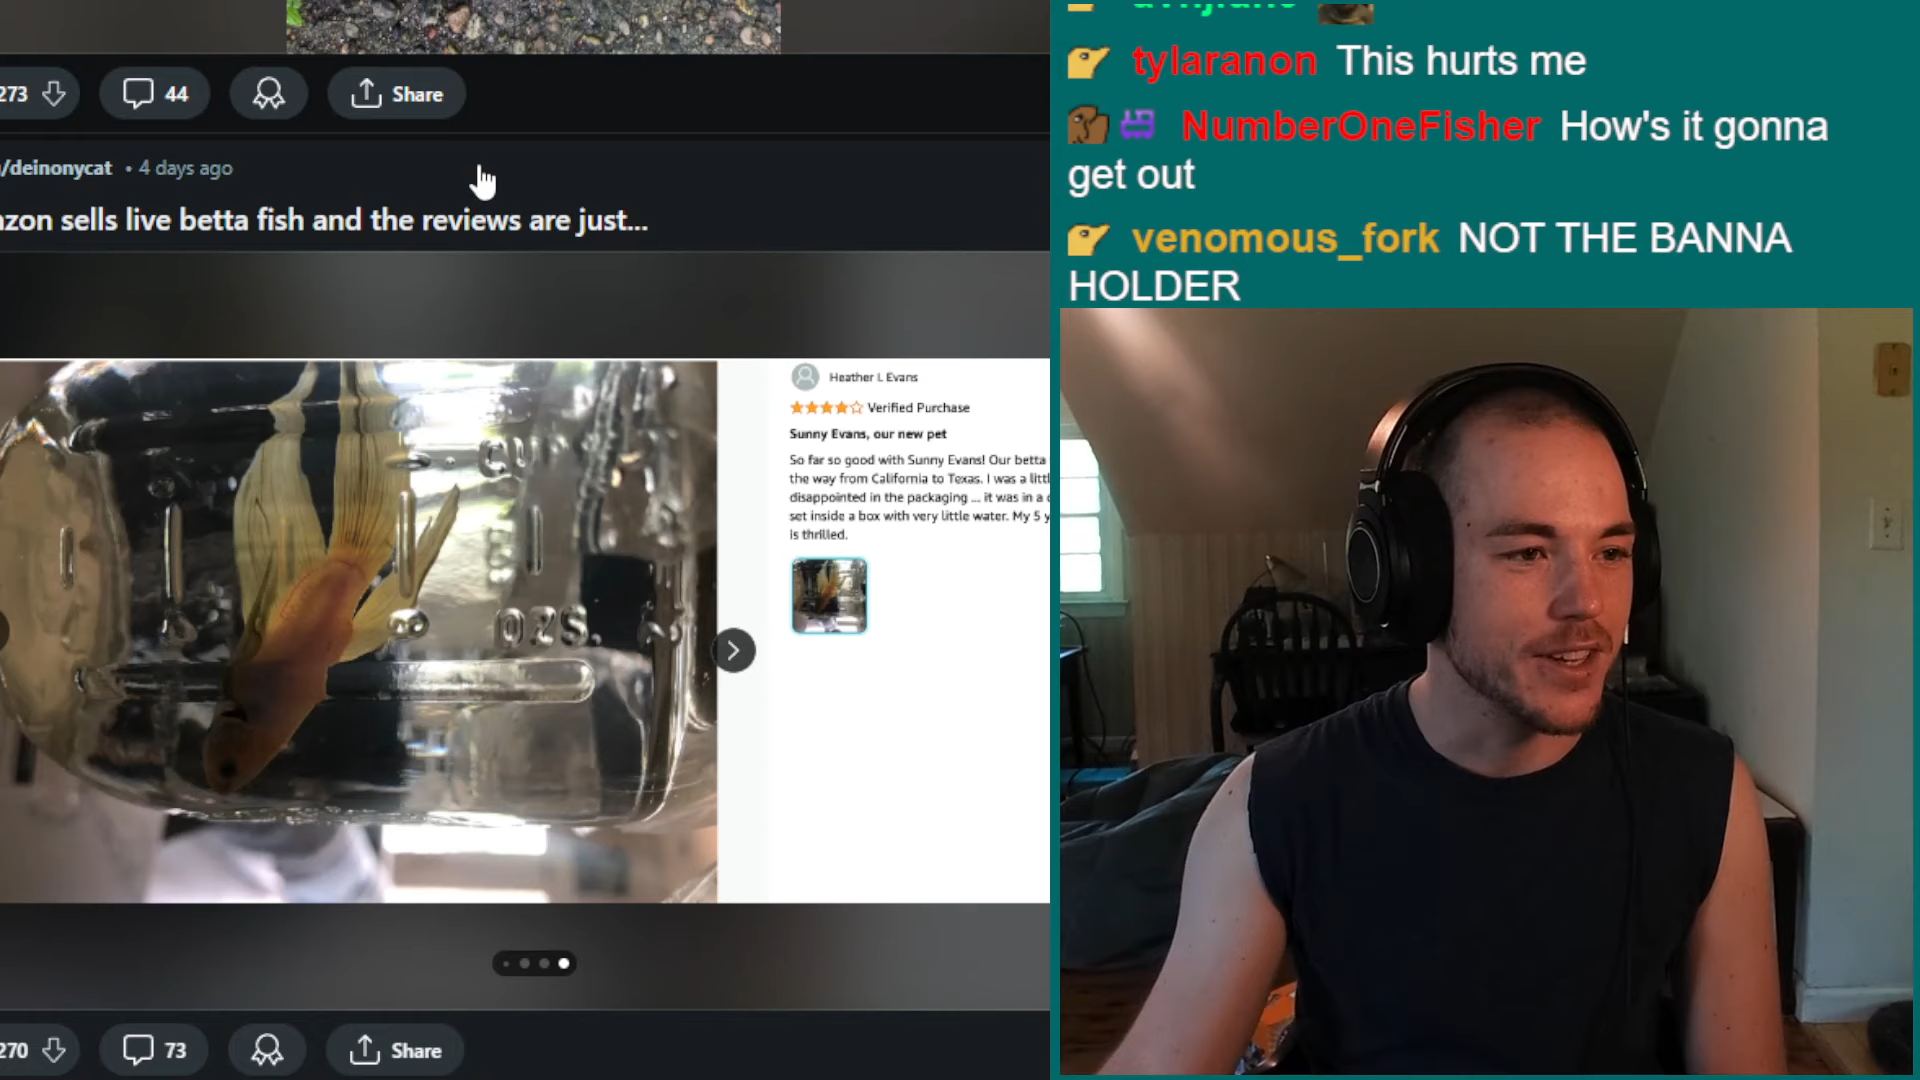 273
44
Share
/deinonycat • 4 days ago
azon sells live betta fish and the reviews are just...
Heather L Evans
Verified Purchase
Sunny Evans, our new pet
So far so good with Sunny Evans! Our betta
the way from California to Texas. I was a littl
disappointed in the packaging ... it was in a c
set inside a box with very little water. My 5 y
is thrilled.
OZS.
270
73
Share
tylaranon This hurts me
NumberOneFisher How's it gonna
get out
venomous_fork NOT THE BANNA
HOLDER